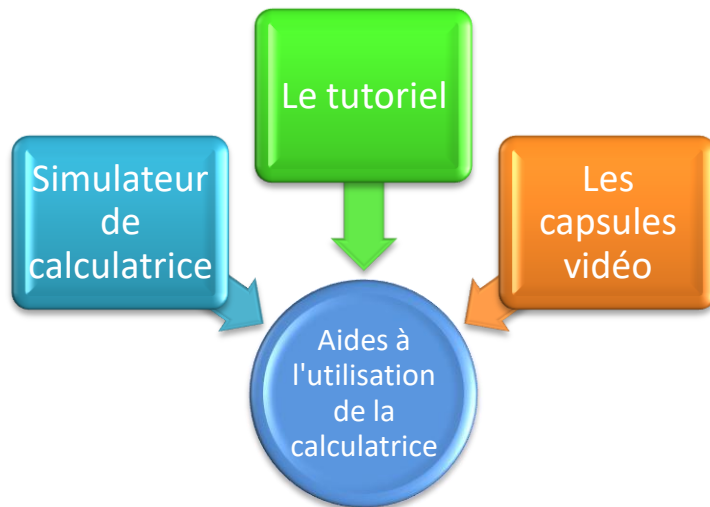 Le tutoriel
Simulateur
de
calculatrice
Les
capsules
vidéo
Aides à
l'utilisation
de la
calculatrice